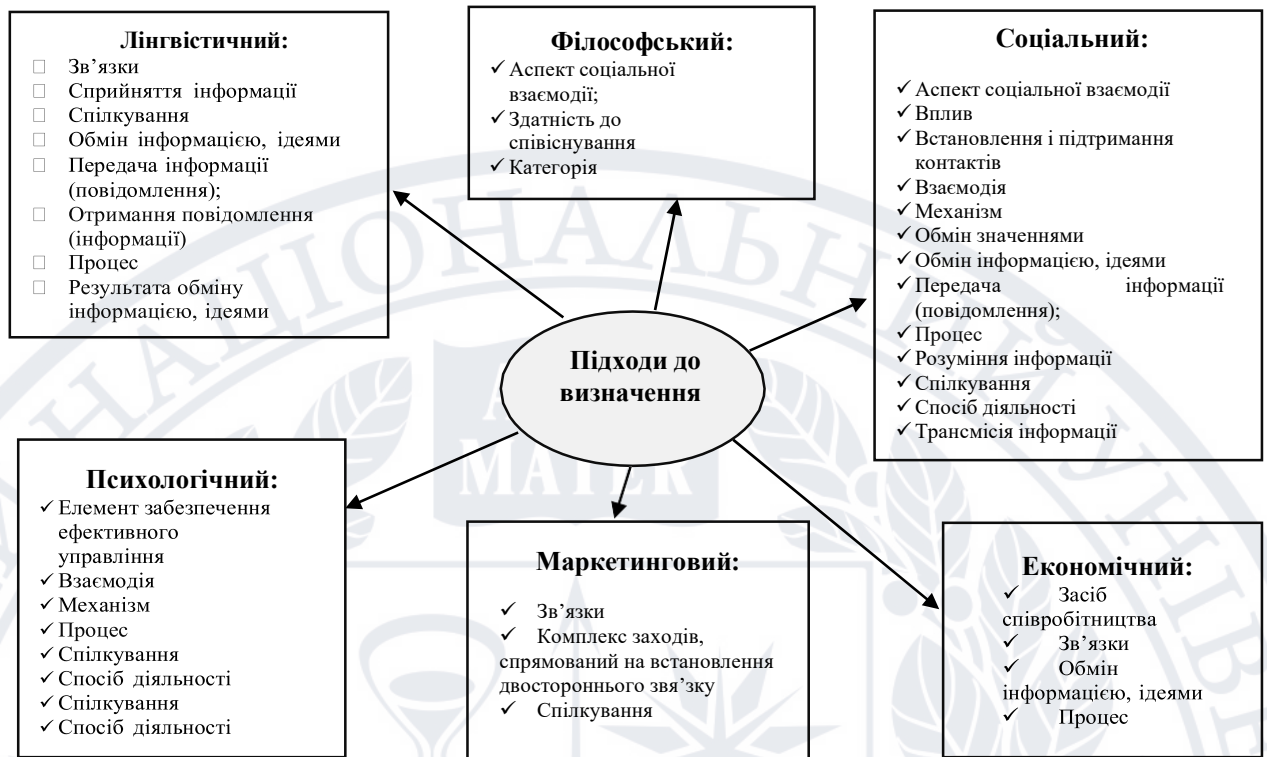 Лінгвістичний:
Зв’язки
Сприйняття інформації
Спілкування
Обмін інформацією, ідеями
Передача інформації
(повідомлення);
Отримання повідомлення
(інформації)
Процес
Результата обміну
інформацією, ідеями
Філософський:
✓ Аспект соціальної
взаємодії;
✓ Здатність до
співіснування
✓ Категорія
Соціальний:
✓ Аспект соціальної взаємодії
✓ Вплив
✓ Встановлення і підтримання
контактів
✓ Взаємодія
✓ Механізм
✓ Обмін значеннями
✓ Обмін інформацією, ідеями
✓ Передача інформації
(повідомлення);
✓ Процес
✓ Розуміння інформації
✓ Спілкування
✓ Спосіб діяльності
✓ Трансмісія інформації
Підходи до
визначення
Психологічний:
✓ Елемент забезпечення
ефективного
управління
✓ Взаємодія
✓ Механізм
✓ Процес
✓ Спілкування
✓ Спосіб діяльності
✓ Спілкування
✓ Спосіб діяльності
Маркетинговий:
✓ Зв’язки
✓ Комплекс заходів,
спрямований на встановлення
двостороннього звя’зку
✓ Спілкування
Економічний:
✓ Засіб
співробітництва
✓ Зв’язки
✓ Обмін
інформацією, ідеями
✓ Процес
НАЦІОНАЛЬНИЙ
MATER